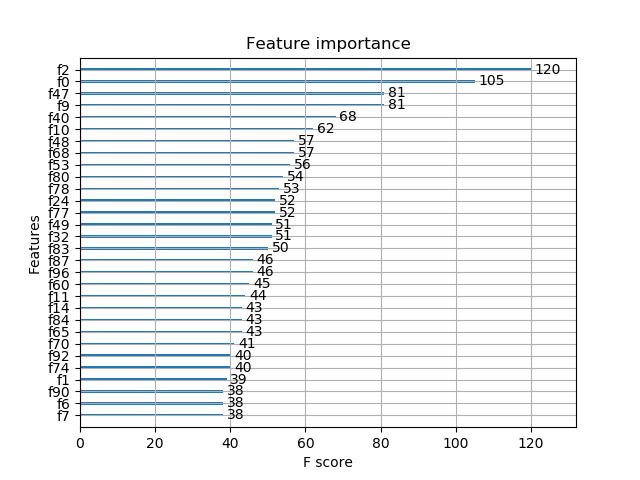 Feature importance
Features
f2 120
f0 105
f47 81
f9 81
f40 68
f10 62
f48 57
f68 57
f53 56
f80 54
f78 53
f24 52
f77 52
f49 51
f32 51
f83 50
f87 46
f96 46
f60 45
f11 44
f14 43
f84 43
f65 43
f70 41
f92 40
f74 40
f1 39
f90 38
f6 38
f7 38
0 20 40 60 80 100 120
F score